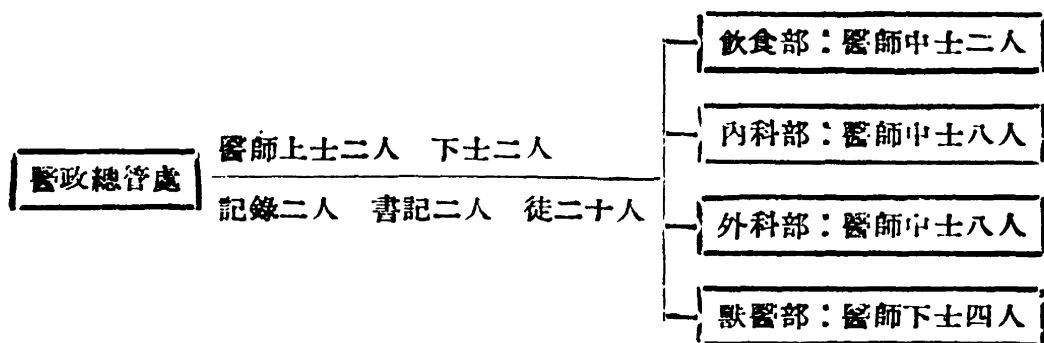 醫政總管處
醫師上士二人　下士二人
記錄二人　書記二人　徒二十人
飲食部：醫師中士二人
內科部：醫師中士八人
外科部：醫師中士八人
獸醫部：醫師下士四人